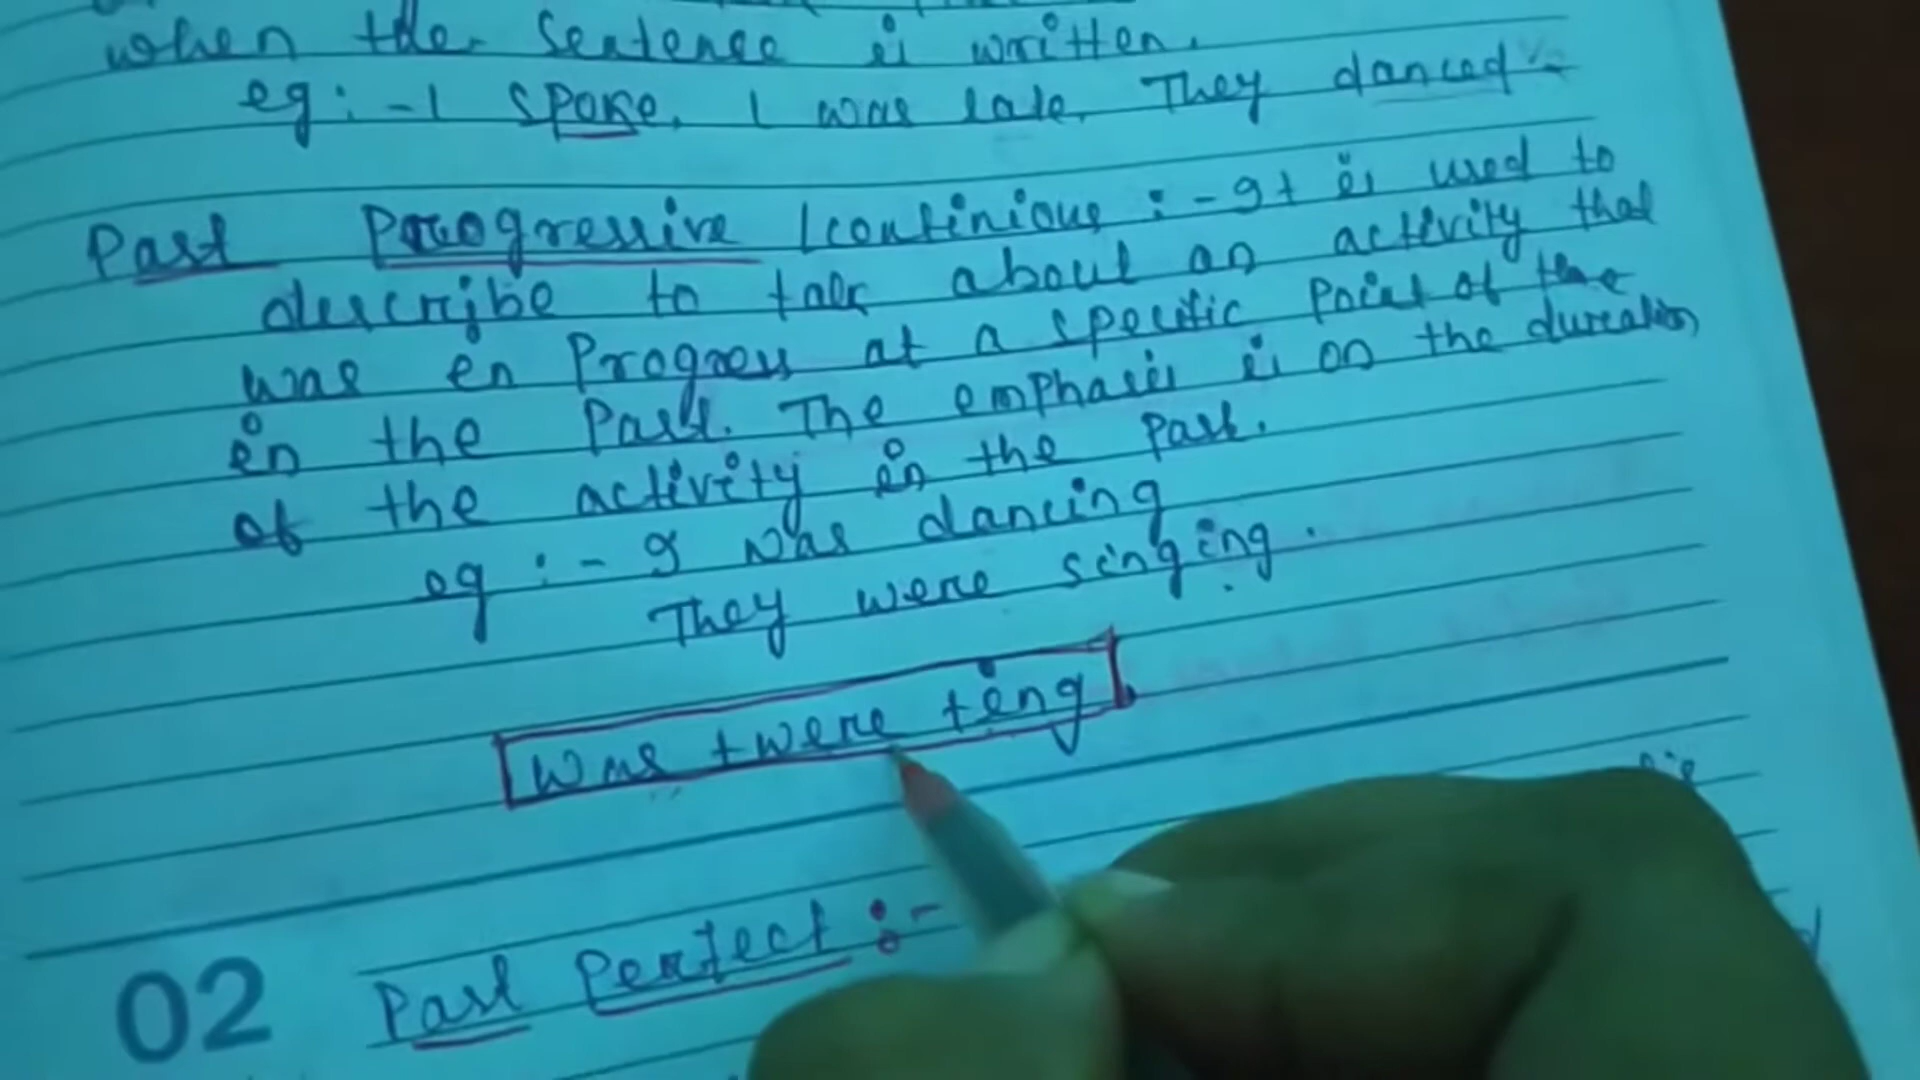 when the sentence is written.
eg :- I spoke, I was late, They danced
Past Progressive /continious :- It is used to
describe to talk about an activity that
was in Progress at a specific Point of time
in the Past. The emphasis is on the duration
of the activity in the Past.
eg :- I was dancing
They were singing.
Was + were + ing
02
Past Perfect :-